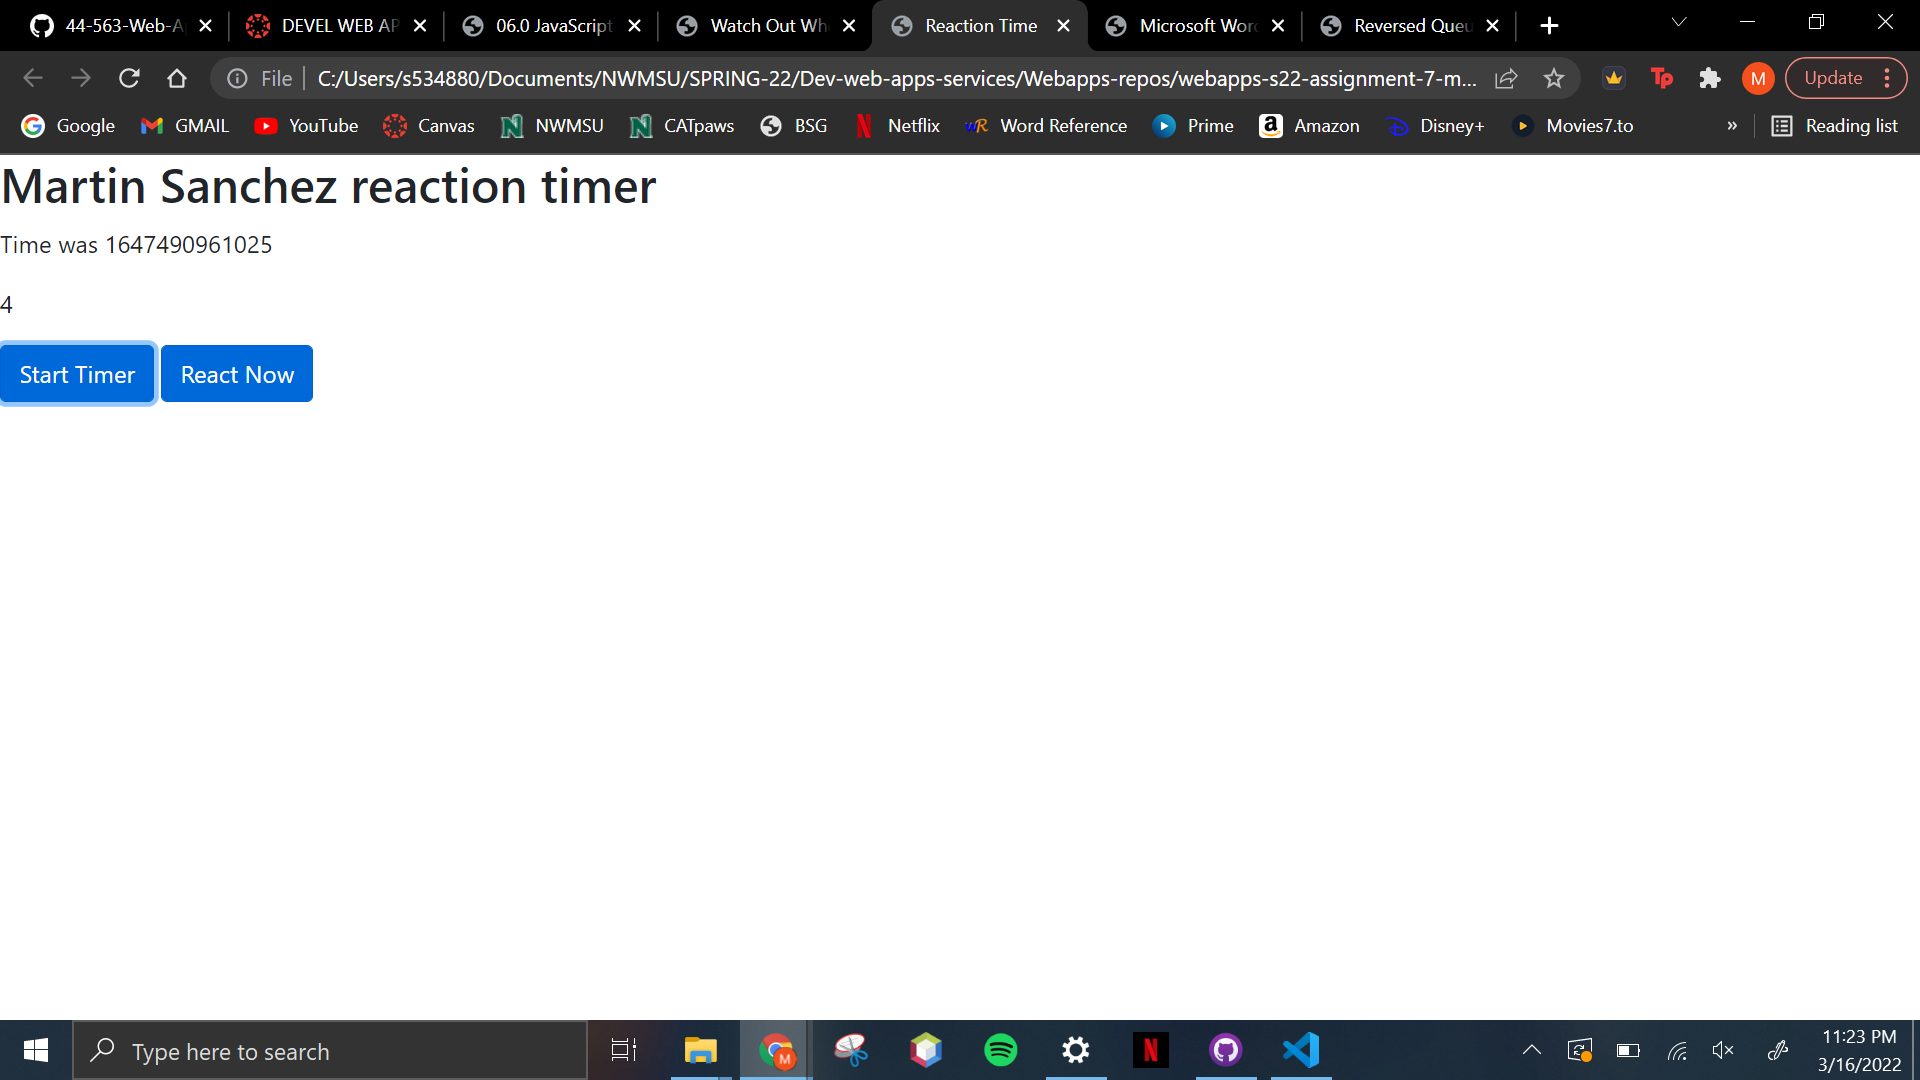 44-563-Web-A
DEVEL WEB AP
06.0 JavaScript
Watch Out Wh
Reaction Time
Microsoft Wor
Reversed Queu
File
C:/Users/s534880/Documents/NWMSU/SPRING-22/Dev-web-apps-services/Webapps-repos/webapps-s22-assignment-7-m...
Tp
M
Update
Google
GMAIL
YouTube
Canvas
N NWMSU
N CATpaws
BSG
Netflix
WR Word Reference
Prime
a Amazon
Disney+
Movies7.to
»
Reading list
Martin Sanchez reaction timer
Time was 1647490961025
4
Start Timer
React Now
Type here to search
M
N
11:23 PM
3/16/2022